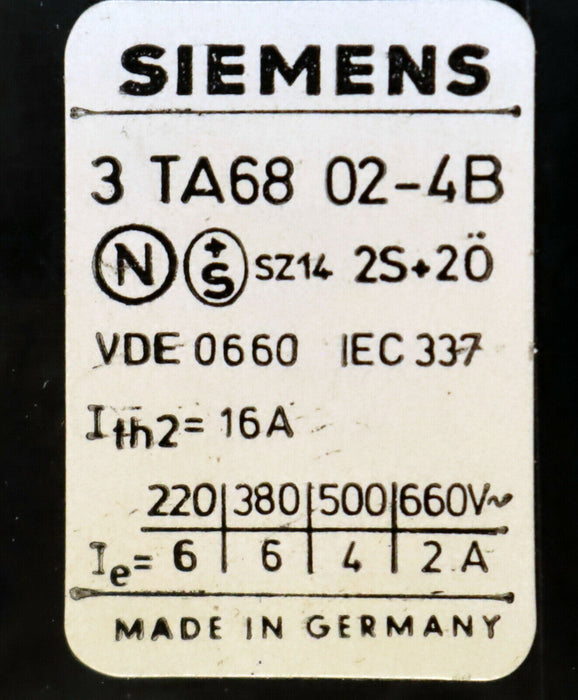 SIEMENS
3 TA68 02-4B
N +S SZ14 2S+2Ö
VDE 0660 IEC 337
Ith2= 16A
220 380 500 660V~
Ie= 6 6 4 2 A
MADE IN GERMANY